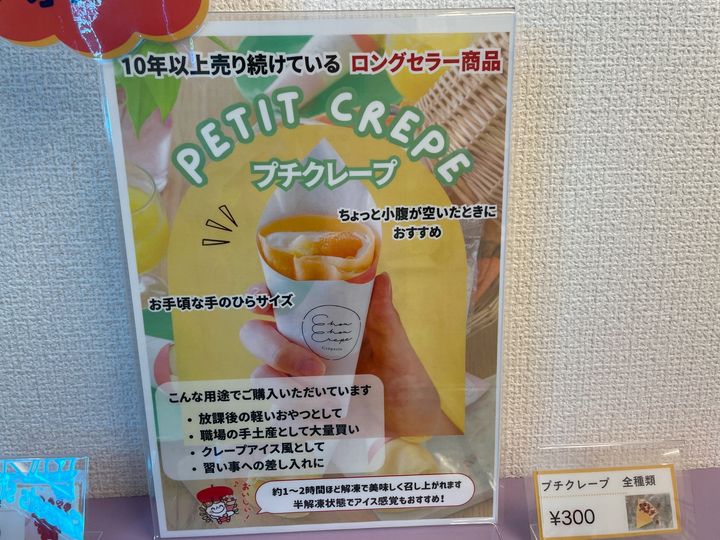 10年以上売り続けている ロングセラー商品
PETIT CREPE
プチクレープ
ちょっと小腹が空いたときに
おすすめ
お手頃な手のひらサイズ
Chou
Chou
Crepe
Crêperie
こんな用途でご購入いただいています
・ 放課後の軽いおやつとして
・ 職場の手土産として大量買い
・ クレープアイス風として
・ 習い事への差し入れに
おいしい!
約1～2時間ほど解凍で美味しく召し上がれます
半解凍状態でアイス感覚もおすすめ!
プチクレープ 全種類
¥300